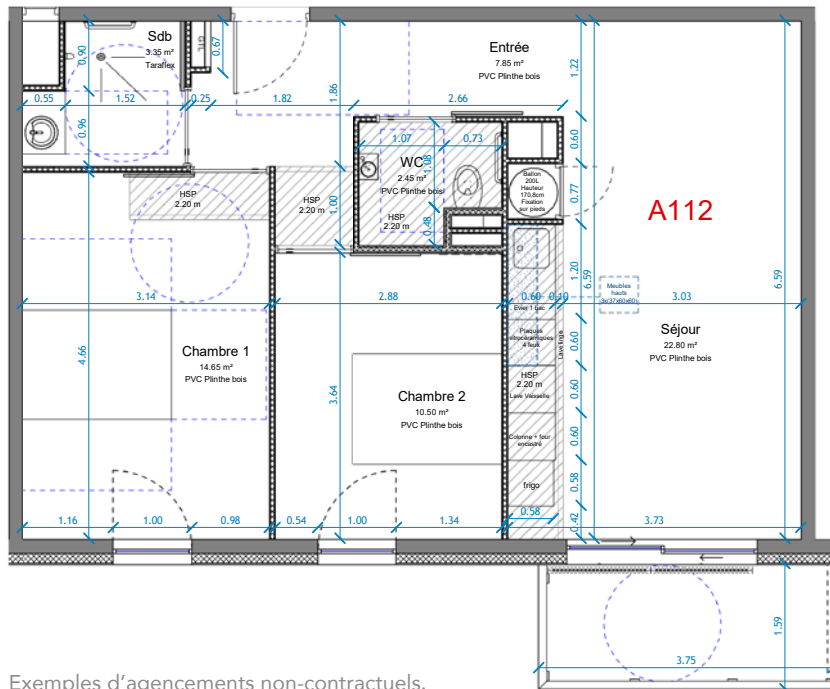 Sdb
3.35 m²
Taraflex
GTL
0.67
0.90
0.55
1.52
0.25
1.82
2.66
0.96
1.86
Entrée
7.85 m²
PVC Plinthe bois
1.22
0.60
1.07
0.73
WC
2.45 m²
PVC Plinthe bois
1.08
HSP
2.20 m
0.48
HSP
2.20 m
HSP
2.20 m
1.00
Ballon
200L
Hauteur
170,8cm
Fixation
sur pieds
0.77
A112
1.20
6.59
6.59
Meubles
hauts
3.14
2.88
0.60
0.10
3.03
Evier 1 bac
Plaques
vitrocéramiques
4 feux
Lave linge
0.60
Séjour
22.80 m²
PVC Plinthe bois
4.66
Chambre 1
14.65 m²
PVC Plinthe bois
3.64
Chambre 2
10.50 m²
PVC Plinthe bois
HSP
2.20 m
Lave Vaisselle
0.60
Colonne + four
encastré
0.60
frigo
0.58
0.58
0.42
1.16
1.00
0.98
0.54
1.00
1.34
3.73
1.59
3.75
Exemples d'agencements non-contractuels.